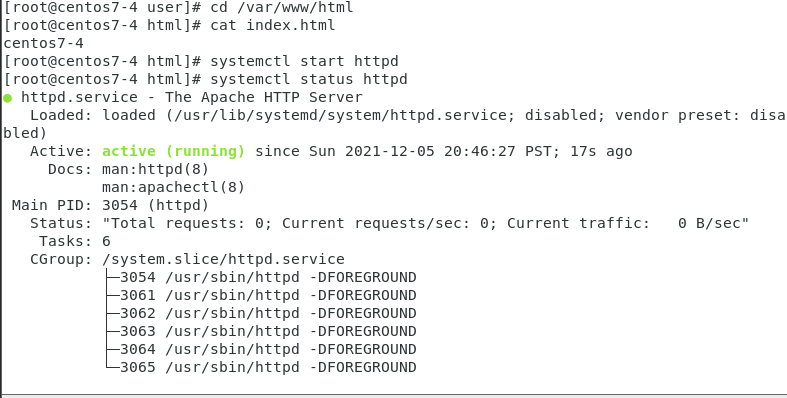 [root@centos7-4 user]# cd /var/www/html
[root@centos7-4 html]# cat index.html
centos7-4
[root@centos7-4 html]# systemctl start httpd
[root@centos7-4 html]# systemctl status httpd
● httpd.service - The Apache HTTP Server
   Loaded: loaded (/usr/lib/systemd/system/httpd.service; disabled; vendor preset: disa
bled)
   Active: active (running) since Sun 2021-12-05 20:46:27 PST; 17s ago
     Docs: man:httpd(8)
           man:apachectl(8)
 Main PID: 3054 (httpd)
   Status: "Total requests: 0; Current requests/sec: 0; Current traffic:   0 B/sec"
    Tasks: 6
   CGroup: /system.slice/httpd.service
           ├─3054 /usr/sbin/httpd -DFOREGROUND
           ├─3061 /usr/sbin/httpd -DFOREGROUND
           ├─3062 /usr/sbin/httpd -DFOREGROUND
           ├─3063 /usr/sbin/httpd -DFOREGROUND
           ├─3064 /usr/sbin/httpd -DFOREGROUND
           └─3065 /usr/sbin/httpd -DFOREGROUND